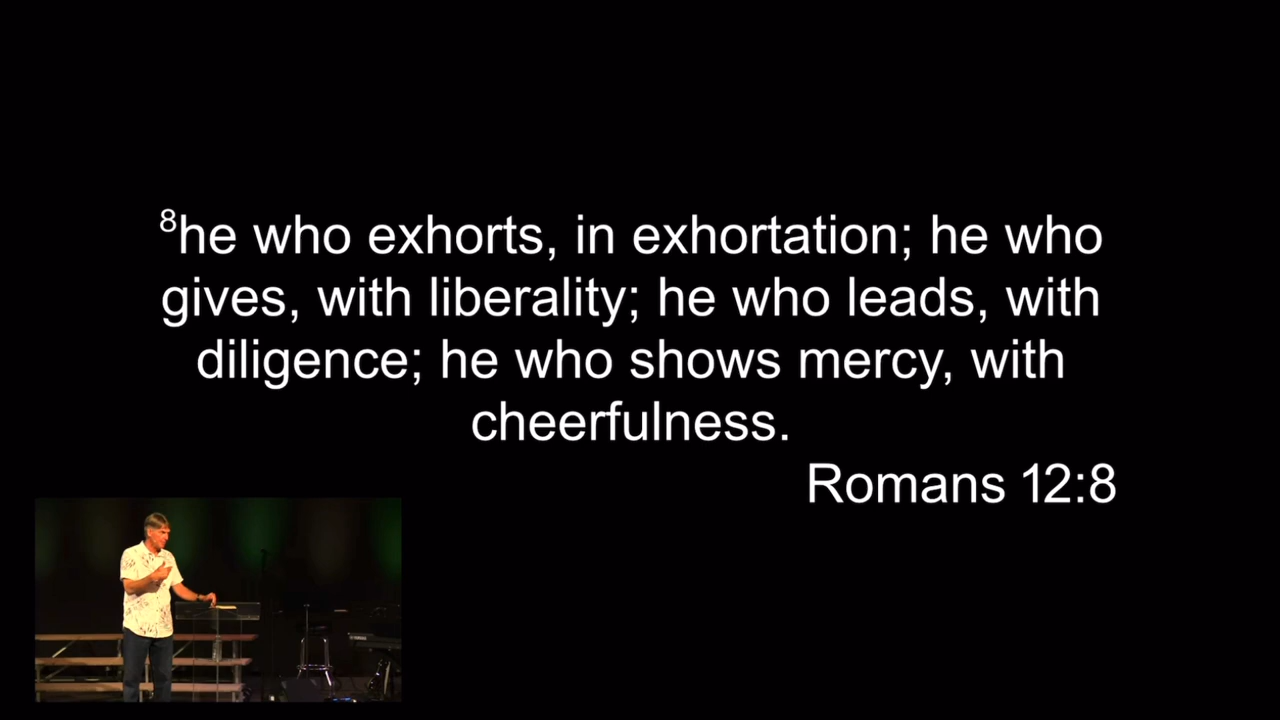 8he who exhorts, in exhortation; he who
gives, with liberality; he who leads, with
diligence; he who shows mercy, with
cheerfulness.
Romans 12:8